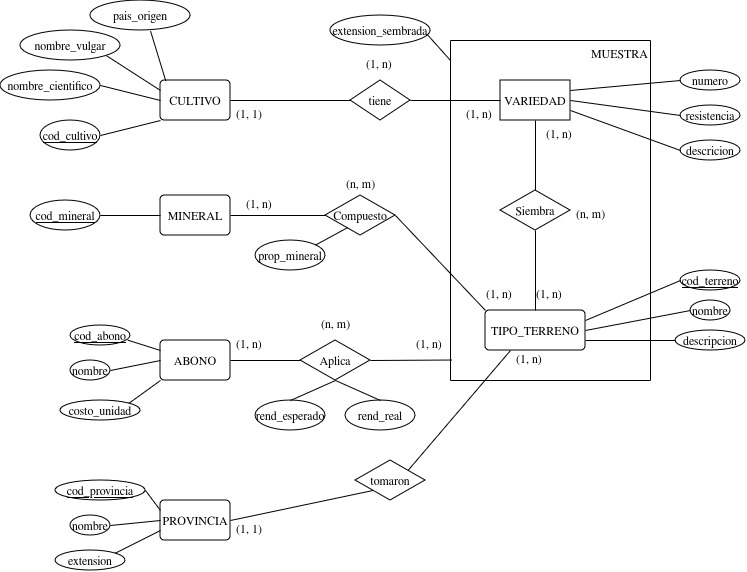 pais_origen
extension_sembrada
nombre_vulgar
MUESTRA
(1, n)
nombre_cientifico
numero
CULTIVO
tiene
VARIEDAD
(1, 1)
(1, n)
resistencia
cod_cultivo
(1, n)
descricion
(n, m)
(1, n)
cod_mineral
MINERAL
Compuesto
Siembra
(n, m)
prop_mineral
cod_terreno
(1, n)
(1, n)
nombre
(n, m)
TIPO_TERRENO
cod_abono
descripcion
(1, n)
(1, n)
ABONO
Aplica
(1, n)
nombre
costo_unidad
rend_esperado
rend_real
tomaron
cod_provincia
PROVINCIA
nombre
(1, 1)
extension